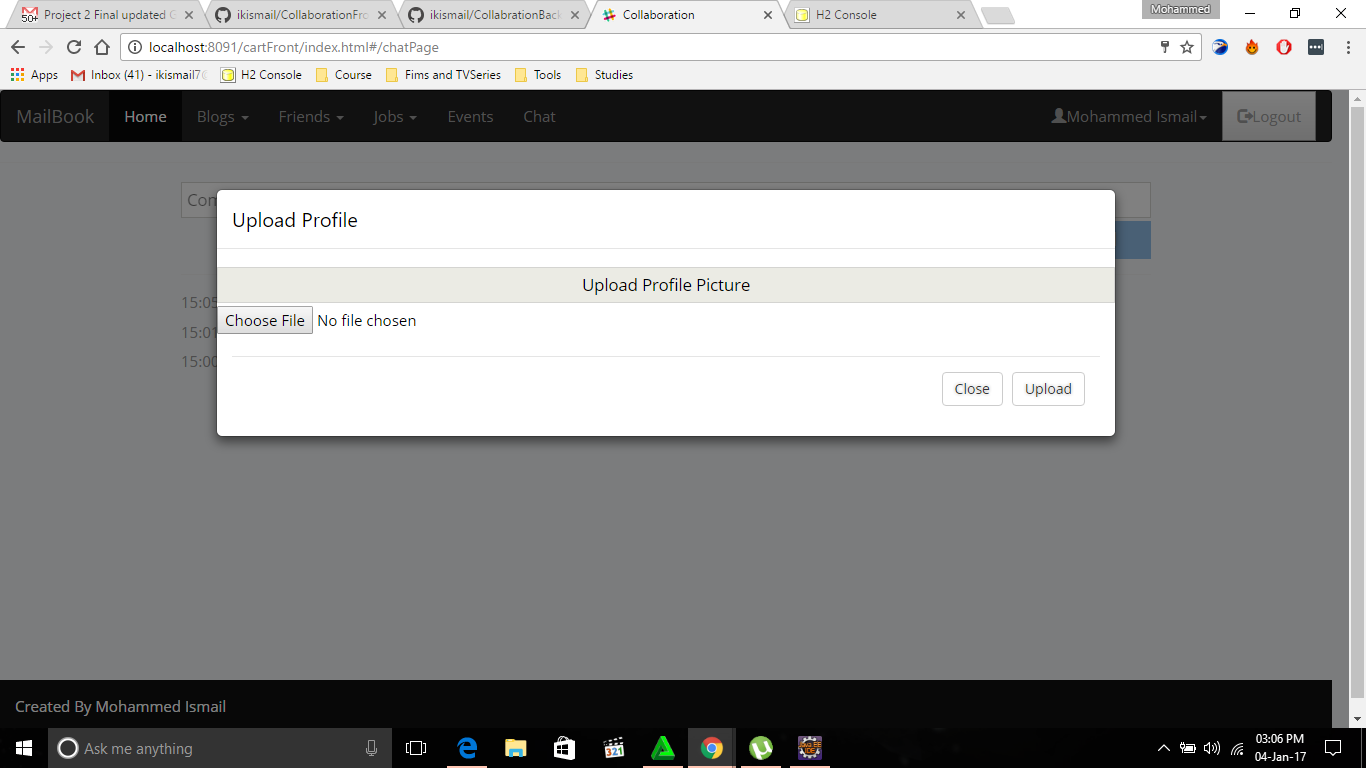 50+ Project 2 Final updated G
ikismail/CollaborationFro
ikismail/CollabrationBack
Collaboration
H2 Console
Mohammed
localhost:8091/cartFront/index.html#/chatPage
Apps
Inbox (41) - ikismail7
H2 Console
Course
Fims and TVSeries
Tools
Studies
MailBook
Home
Blogs
Friends
Jobs
Events
Chat
Mohammed Ismail
Logout
Com
Upload Profile
Upload Profile Picture
15:05
Choose File No file chosen
15:01
15:00
Close
Upload
Created By Mohammed Ismail
Ask me anything
321
03:06 PM
04-Jan-17